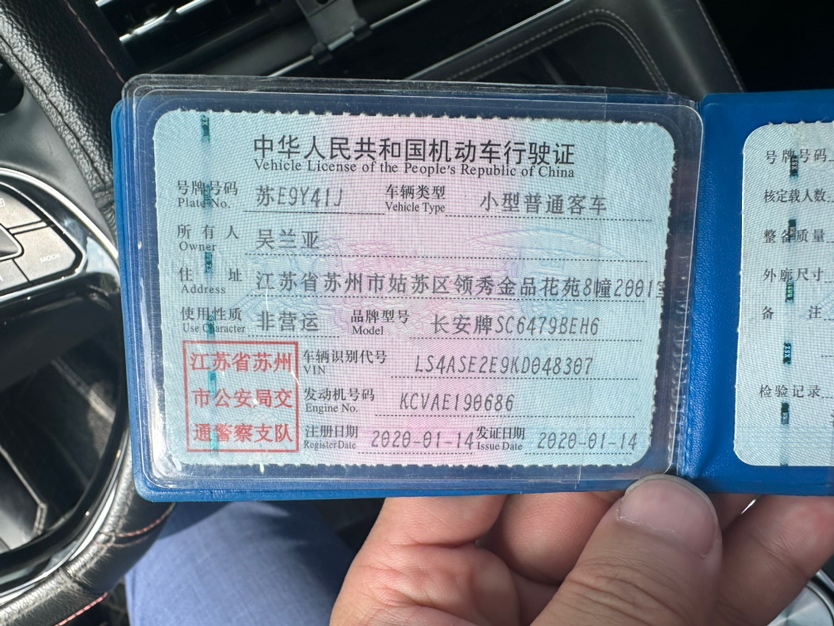 中华人民共和国机动车行驶证
Vehicle License of the People's Republic of China
号牌号码 苏E9Y41J 车辆类型 小型普通客车
Plate No. Vehicle Type
所有人 吴兰亚
Owner
住址 江苏省苏州市姑苏区领秀金品花苑8幢2001室
Address
使用性质 非营运 品牌型号 长安牌SC6479BEH6
Use Character Model
江苏省苏州
市公安局交
通警察支队
车辆识别代号 LS4ASE2E9KD048307
VIN
发动机号码 KCVAE190686
Engine No.
注册日期 2020-01-14 发证日期 2020-01-14
Register Date Issue Date
号牌号码
核定载人数
整备质量
外廓尺寸
备注
检验记录